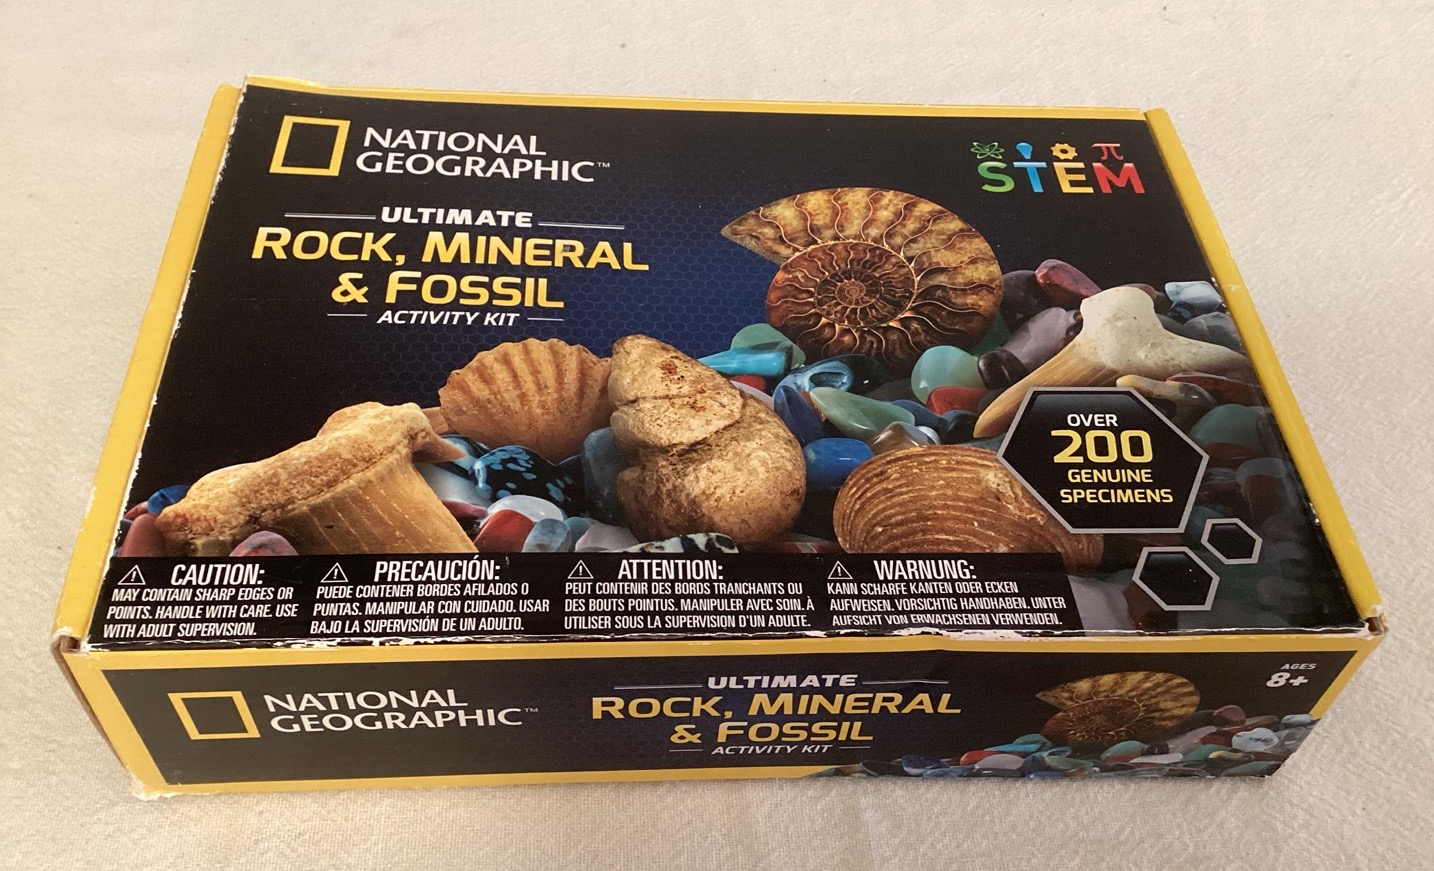 NATIONAL
GEOGRAPHIC™
STEM
ULTIMATE
ROCK, MINERAL
& FOSSIL
ACTIVITY KIT
OVER
200
GENUINE
SPECIMENS
CAUTION:
MAY CONTAIN SHARP EDGES OR
POINTS. HANDLE WITH CARE. USE
WITH ADULT SUPERVISION.
PRECAUCIÓN:
PUEDE CONTENER BORDES AFILADOS O
PUNTAS. MANIPULAR CON CUIDADO. USAR
BAJO LA SUPERVISIÓN DE UN ADULTO.
ATTENTION:
PEUT CONTENIR DES BORDS TRANCHANTS OU
DES BOUTS POINTUS. MANIPULER AVEC SOIN. À
UTILISER SOUS LA SUPERVISION D'UN ADULTE.
WARNUNG:
KANN SCHARFE KANTEN ODER ECKEN
AUFWEISEN. VORSICHTIG HANDHABEN. UNTER
AUFSICHT VON ERWACHSENEN VERWENDEN.
NATIONAL
GEOGRAPHIC™
ULTIMATE
ROCK, MINERAL
& FOSSIL
ACTIVITY KIT
AGES
8+